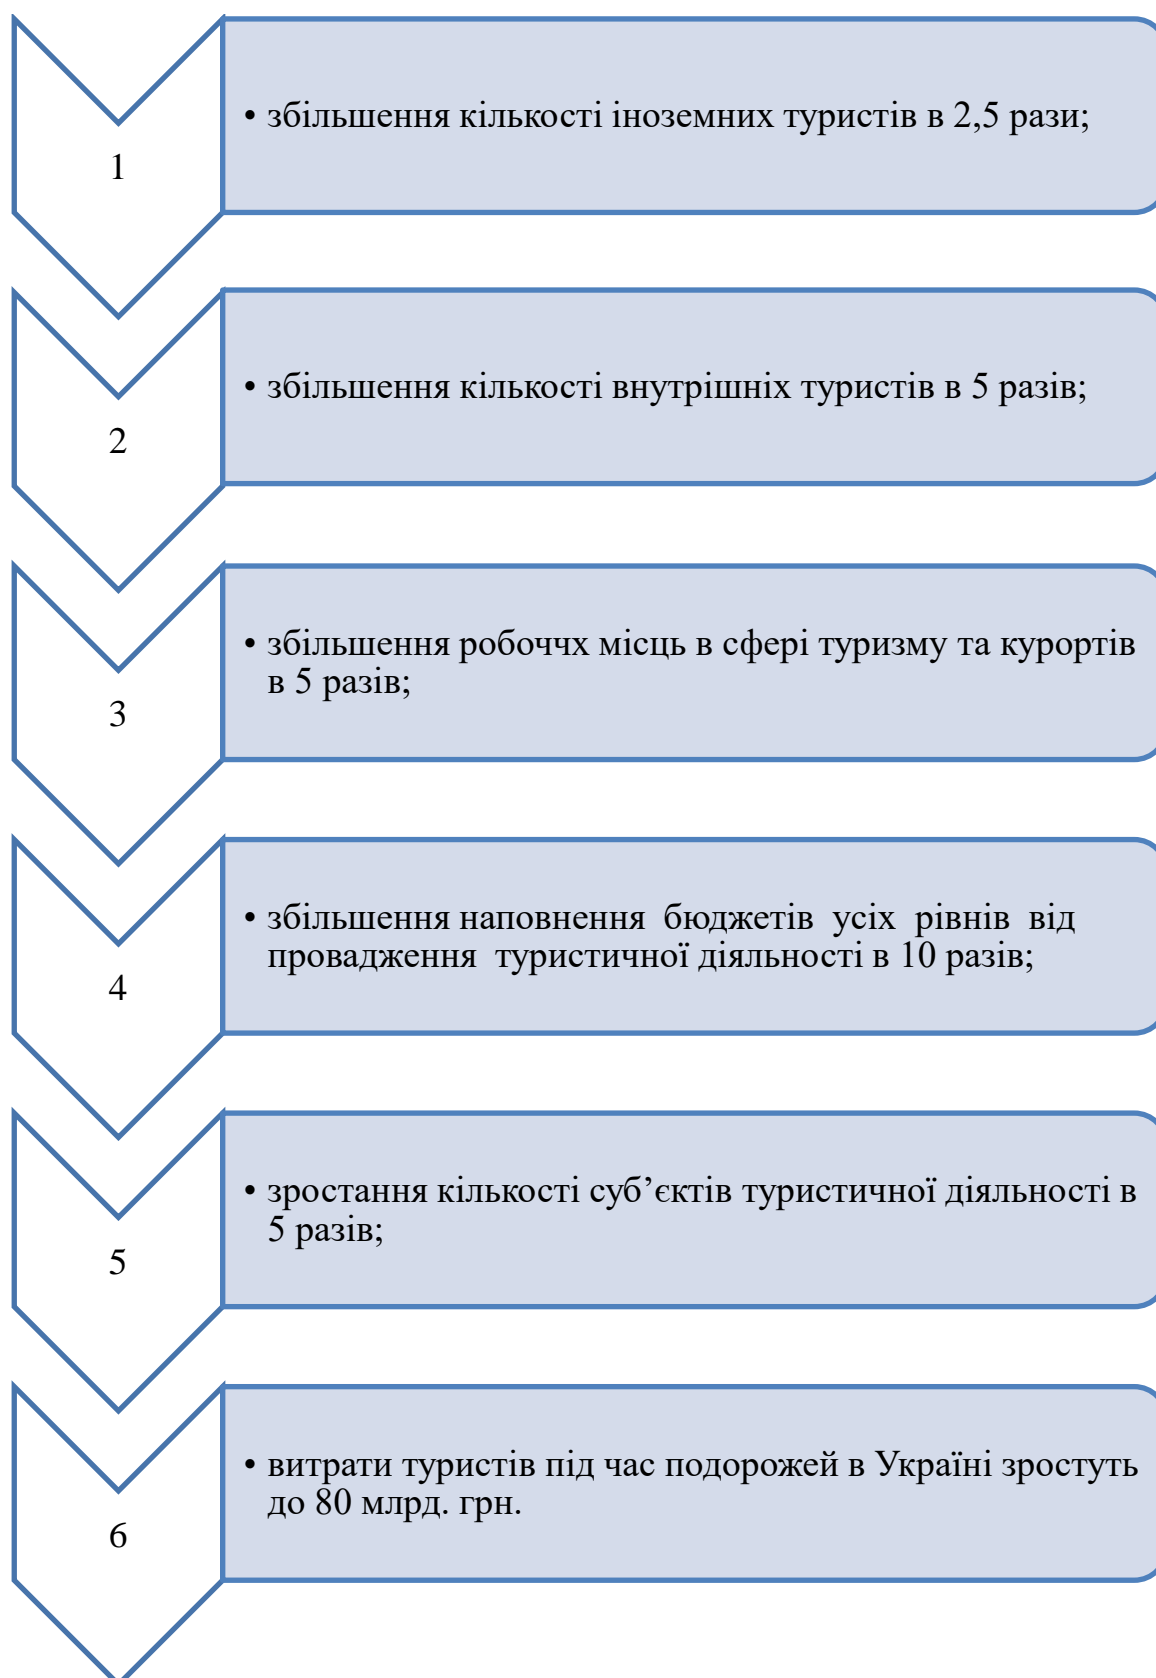 1
• збільшення кількості іноземних туристів в 2,5 рази;
2
• збільшення кількості внутрішніх туристів в 5 разів;
3
• збільшення робоччх місць в сфері туризму та курортів
в 5 разів;
4
• збільшення наповнення бюджетів усіх рівнів від
провадження туристичної діяльності в 10 разів;
5
• зростання кількості суб’єктів туристичної діяльності в
5 разів;
6
• витрати туристів під час подорожей в Україні зростуть
до 80 млрд. грн.